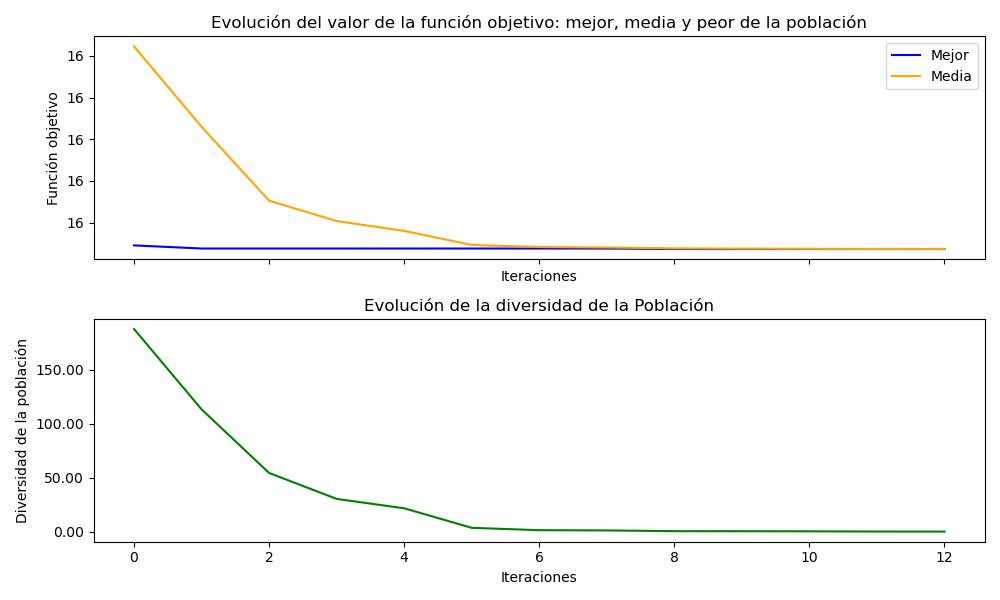 Evolución del valor de la función objetivo: mejor, media y peor de la población
Función objetivo
16
16
16
16
16
Mejor
Media
Iteraciones
Evolución de la diversidad de la Población
Diversidad de la población
150.00
100.00
50.00
0.00
0 2 4 6 8 10 12
Iteraciones